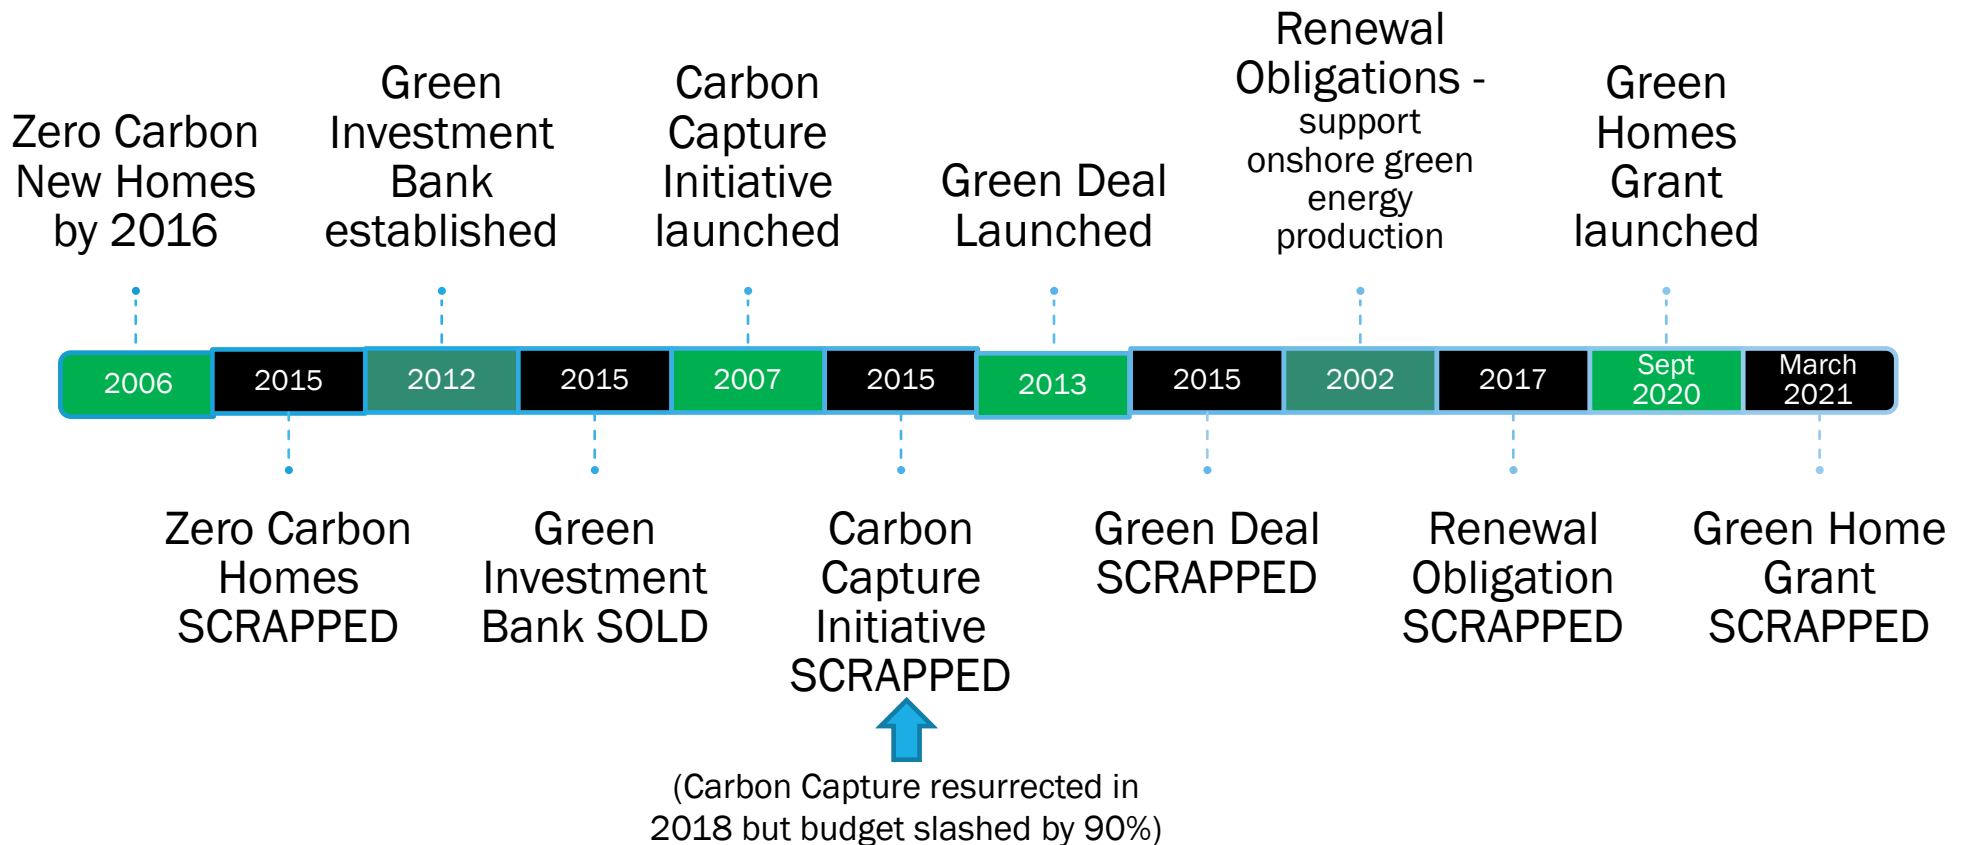 Zero Carbon
New Homes
by 2016
Green
Investment
Bank
established
Carbon
Capture
Initiative
launched
Green Deal
Launched
Renewal
Obligations -
support
onshore green
energy
production
Green
Homes
Grant
launched
2006
2015
2012
2015
2007
2015
2013
2015
2002
2017
Sept
2020
March
2021
Zero Carbon
Homes
SCRAPPED
Green
Investment
Bank SOLD
Carbon
Capture
Initiative
SCRAPPED
Green Deal
SCRAPPED
Renewal
Obligation
SCRAPPED
Green Home
Grant
SCRAPPED
(Carbon Capture resurrected in
2018 but budget slashed by 90%)